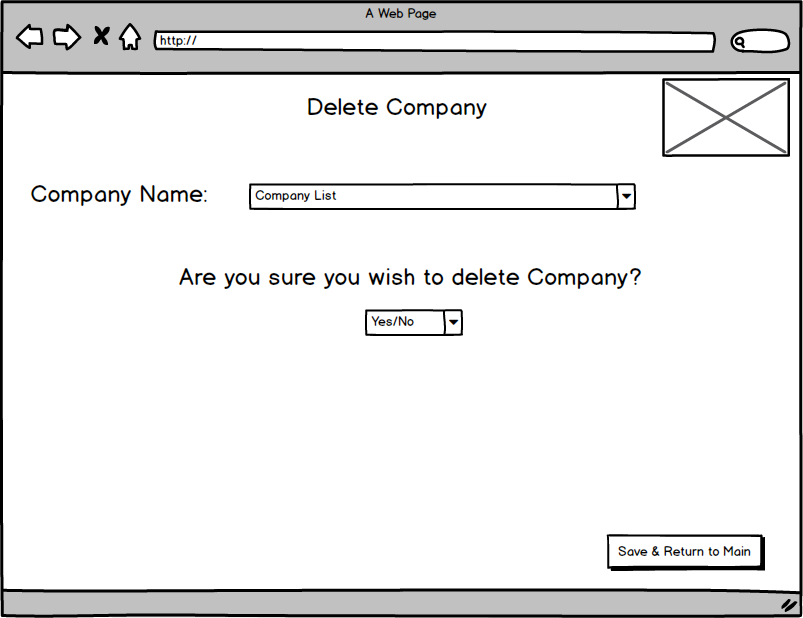 A Web Page
http://
Delete Company
Company Name:
Company List
Are you sure you wish to delete Company?
Yes/No
Save & Return to Main